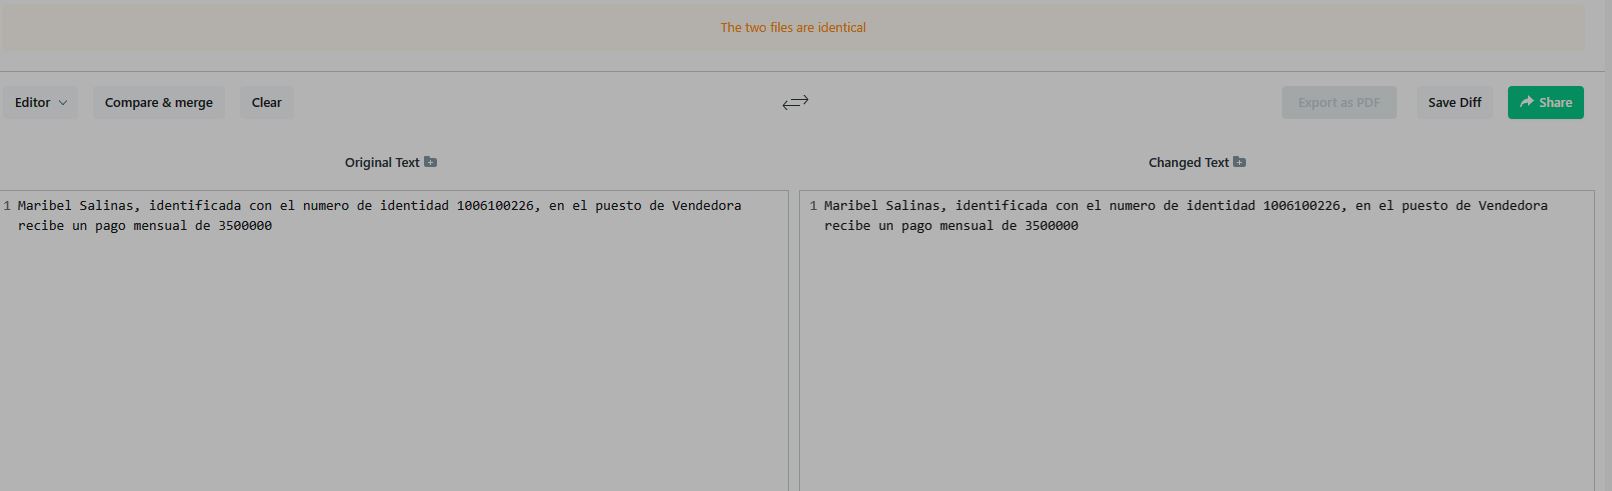 The two files are identical
Editor
Compare & merge
Clear
Export as PDF
Save Diff
Share
Original Text
Changed Text
1 Maribel Salinas, identificada con el numero de identidad 1006100226, en el puesto de Vendedora
recibe un pago mensual de 3500000
1 Maribel Salinas, identificada con el numero de identidad 1006100226, en el puesto de Vendedora
recibe un pago mensual de 3500000